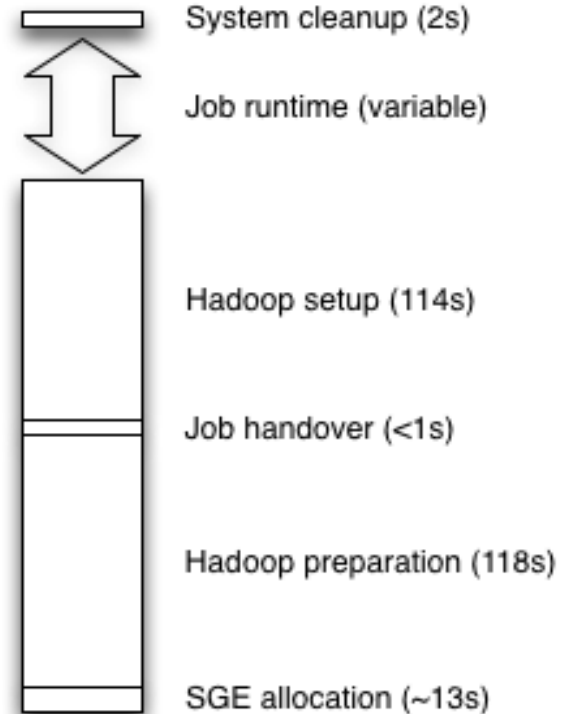 System cleanup (2s)
Job runtime (variable)
Hadoop setup (114s)
Job handover (<1s)
Hadoop preparation (118s)
SGE allocation (~13s)